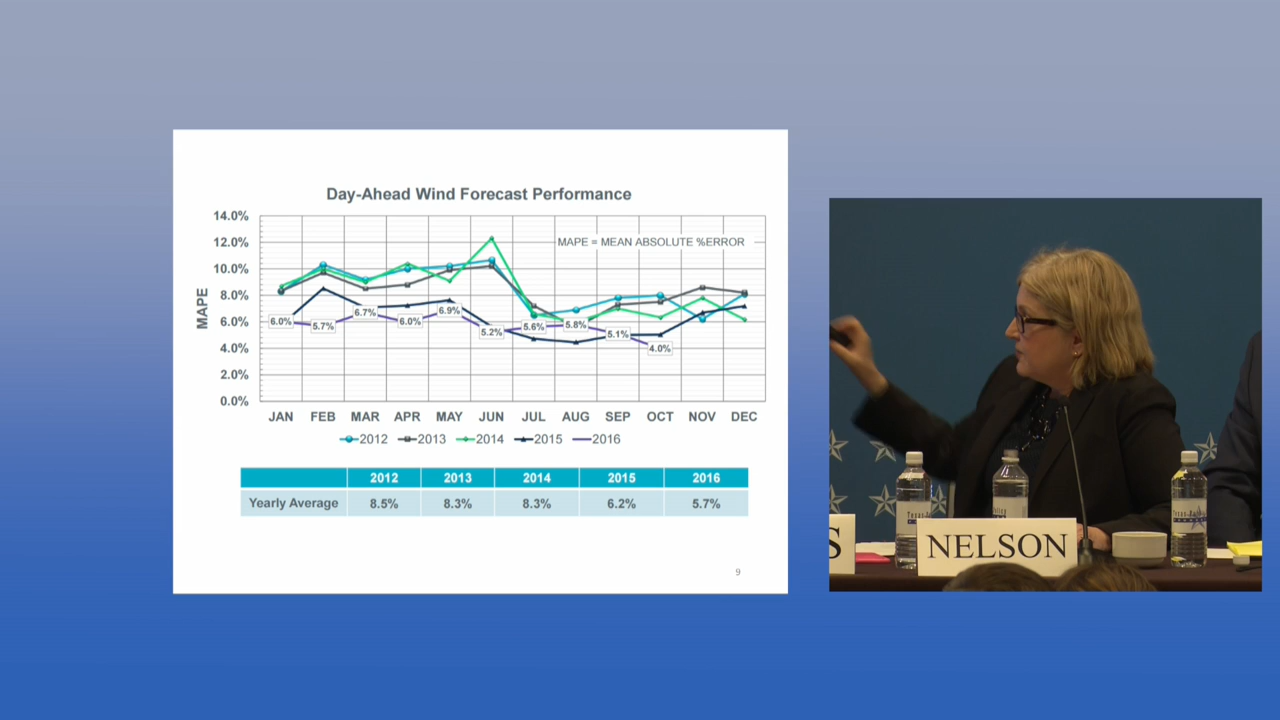 Day-Ahead Wind Forecast Performance
14.0%
12.0%
10.0%
8.0%
6.0%
4.0%
2.0%
0.0%
MAPE
MAPE = MEAN ABSOLUTE %ERROR
6.0% 5.7% 6.7% 6.0% 6.9% 5.2% 5.6% 5.8% 5.1% 4.0%
JAN FEB MAR APR MAY JUN JUL AUG SEP OCT NOV DEC
2012 2013 2014 2015 2016
2012 2013 2014 2015 2016
Yearly Average 8.5% 8.3% 8.3% 6.2% 5.7%
9
S
NELSON